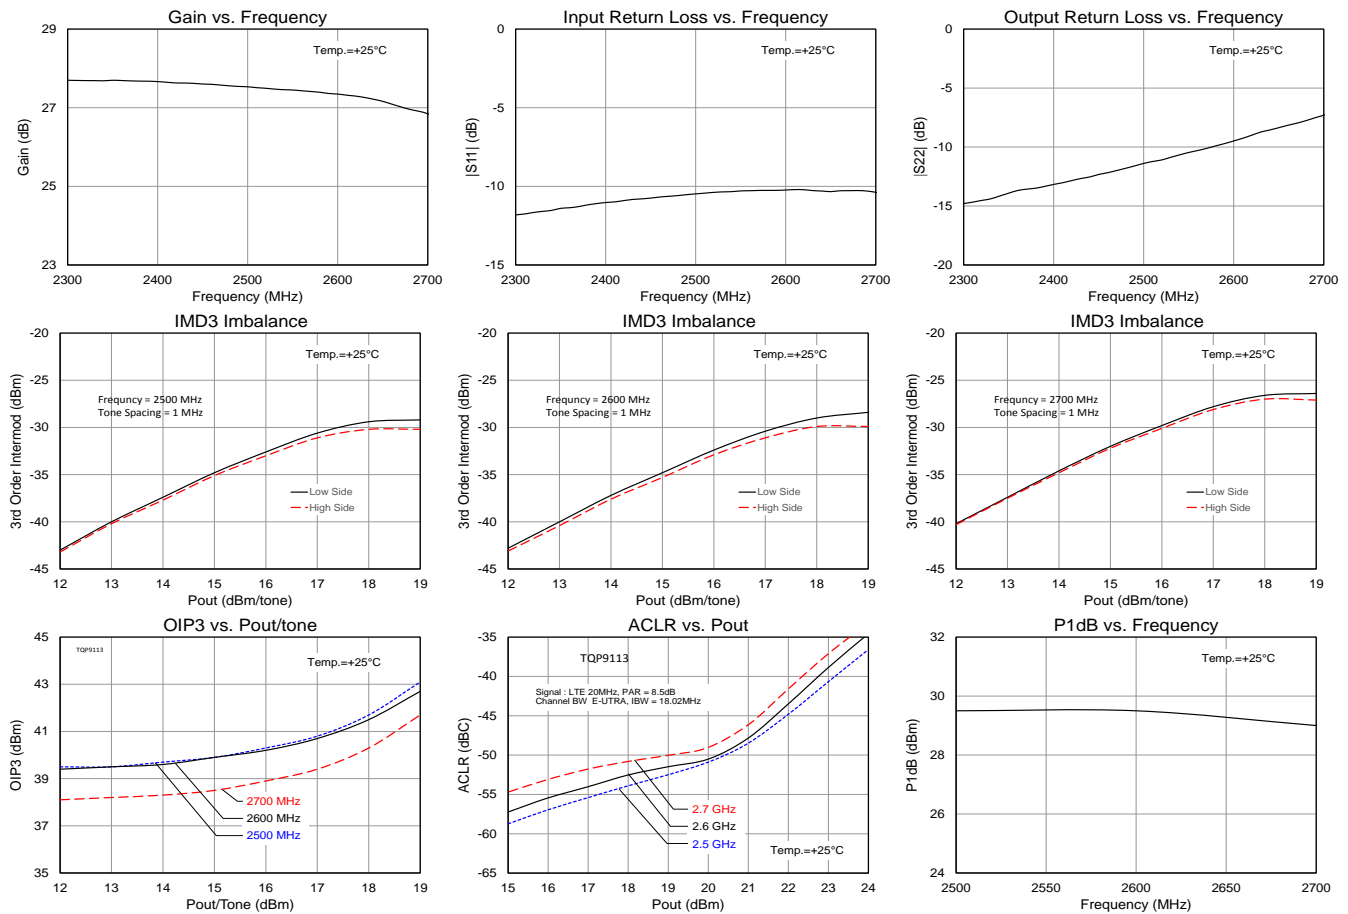 Gain vs. Frequency
29
27
25
23
Gain (dB)
Temp.=+25°C
2300 2400 2500 2600 2700
Frequency (MHz)
Input Return Loss vs. Frequency
0
-5
-10
-15
|S11| (dB)
Temp.=+25°C
2300 2400 2500 2600 2700
Frequency (MHz)
Output Return Loss vs. Frequency
0
-5
-10
-15
-20
|S22| (dB)
Temp.=+25°C
2300 2400 2500 2600 2700
Frequency (MHz)
IMD3 Imbalance
-20
-25
-30
-35
-40
-45
3rd Order Intermod (dBm)
Temp.=+25°C
Frequncy = 2500 MHz
Tone Spacing = 1 MHz
Low Side
High Side
12 13 14 15 16 17 18 19
Pout (dBm/tone)
IMD3 Imbalance
-20
-25
-30
-35
-40
-45
3rd Order Intermod (dBm)
Temp.=+25°C
Frequncy = 2600 MHz
Tone Spacing = 1 MHz
Low Side
High Side
12 13 14 15 16 17 18 19
Pout (dBm/tone)
IMD3 Imbalance
-20
-25
-30
-35
-40
-45
3rd Order Intermod (dBm)
Temp.=+25°C
Frequncy = 2700 MHz
Tone Spacing = 1 MHz
Low Side
High Side
12 13 14 15 16 17 18 19
Pout (dBm/tone)
OIP3 vs. Pout/tone
45
43
41
39
37
35
OIP3 (dBm)
TQP9113
Temp.=+25°C
2700 MHz
2600 MHz
2500 MHz
12 13 14 15 16 17 18 19
Pout/Tone (dBm)
ACLR vs. Pout
-35
-40
-45
-50
-55
-60
-65
ACLR (dBC)
TQP9113
Signal : LTE 20MHz, PAR = 8.5dB
Channel BW E-UTRA, IBW = 18.02MHz
2.7 GHz
2.6 GHz
2.5 GHz
Temp.=+25°C
15 16 17 18 19 20 21 22 23 24
Pout (dBm)
P1dB vs. Frequency
32
30
28
26
24
P1dB (dBm)
Temp.=+25°C
2500 2550 2600 2650 2700
Frequency (MHz)